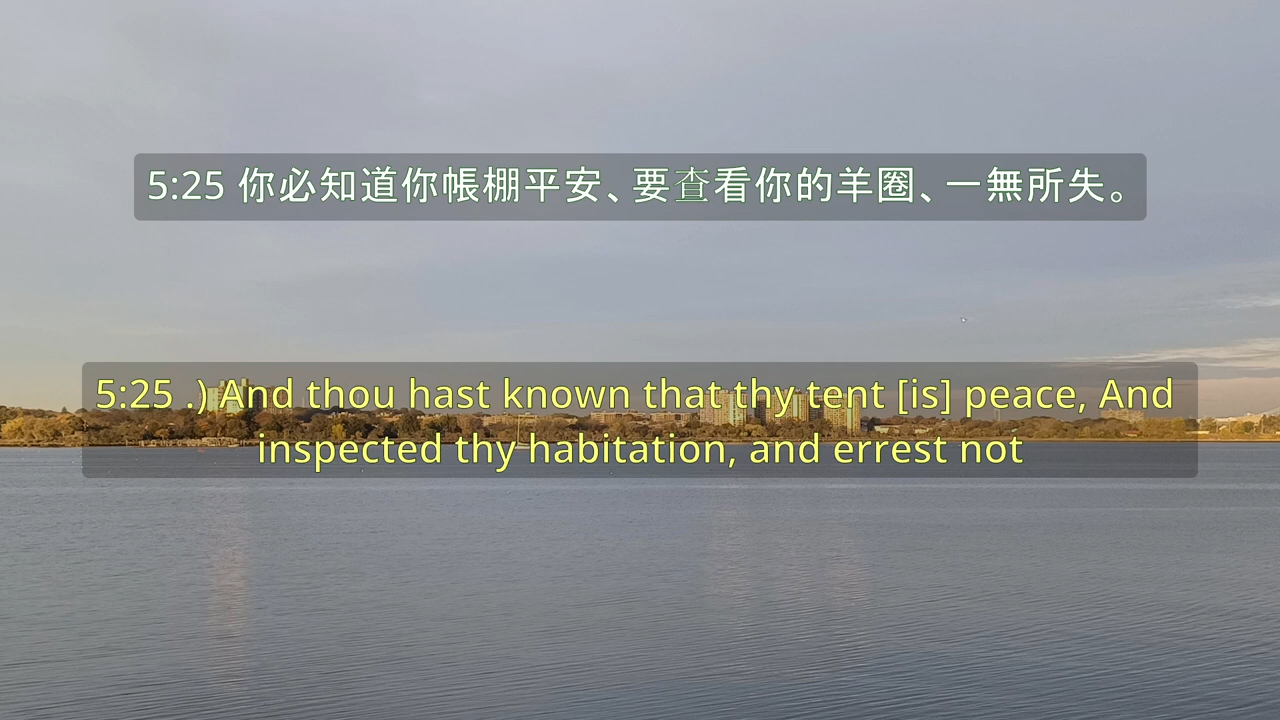 5:25 你必知道你帳棚平安、要查看你的羊圈、一無所失。
5:25 .) And thou hast known that thy tent [is] peace, And
inspected thy habitation, and errest not